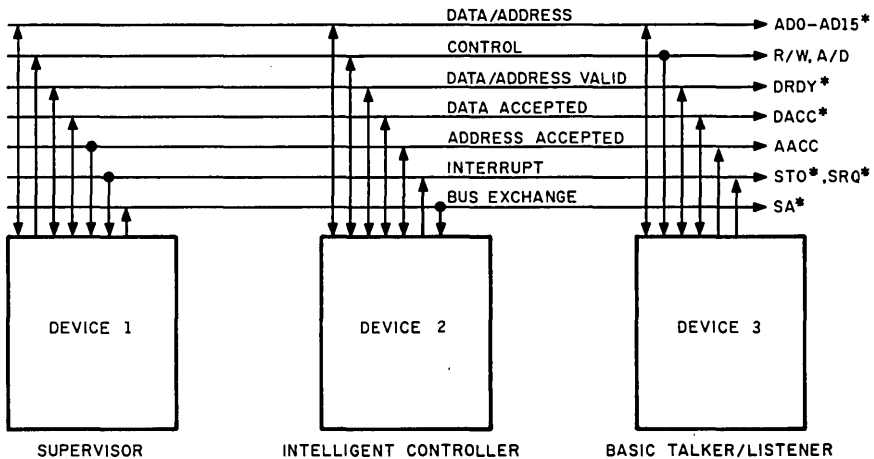 DATA/ADDRESS
AD0-AD15*
CONTROL
R/W, A/D
DATA/ADDRESS VALID
DRDY*
DATA ACCEPTED
DACC*
ADDRESS ACCEPTED
AACC
INTERRUPT
STO*, SRQ*
BUS EXCHANGE
SA*
DEVICE 1
DEVICE 2
DEVICE 3
SUPERVISOR
INTELLIGENT CONTROLLER
BASIC TALKER/LISTENER